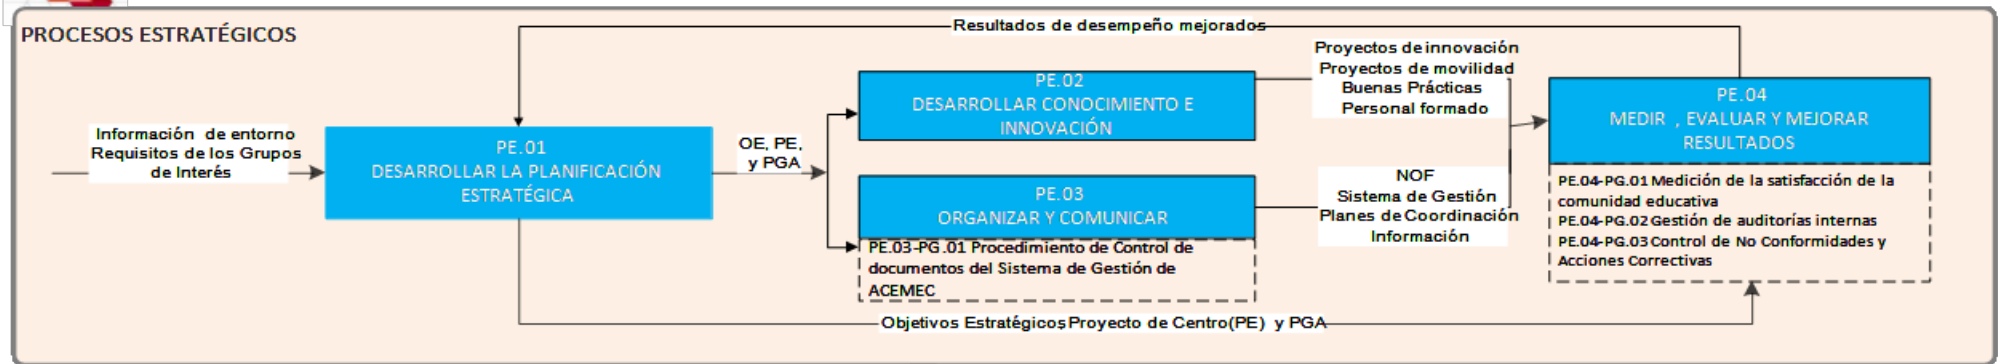 PROCESOS ESTRATÉGICOS
Resultados de desempeño mejorados
Información de entorno
Requisitos de los Grupos
de Interés
PE.01
DESARROLLAR LA PLANIFICACIÓN
ESTRATÉGICA
OE, PE,
y PGA
PE.02
DESARROLLAR CONOCIMIENTO E
INNOVACIÓN
PE.03
ORGANIZAR Y COMUNICAR
PE.03-PG.01 Procedimiento de Control de
documentos del Sistema de Gestión de
ACEMEC
Proyectos de innovación
Proyectos de movilidad
Buenas Prácticas
Personal formado
NOF
Sistema de Gestión
Planes de Coordinación
Información
PE.04
MEDIR , EVALUAR Y MEJORAR
RESULTADOS
PE.04-PG.01 Medición de la satisfacción de la
comunidad educativa
PE.04-PG.02 Gestión de auditorías internas
PE.04-PG.03 Control de No Conformidades y
Acciones Correctivas
Objetivos Estratégicos Proyecto de Centro(PE) y PGA